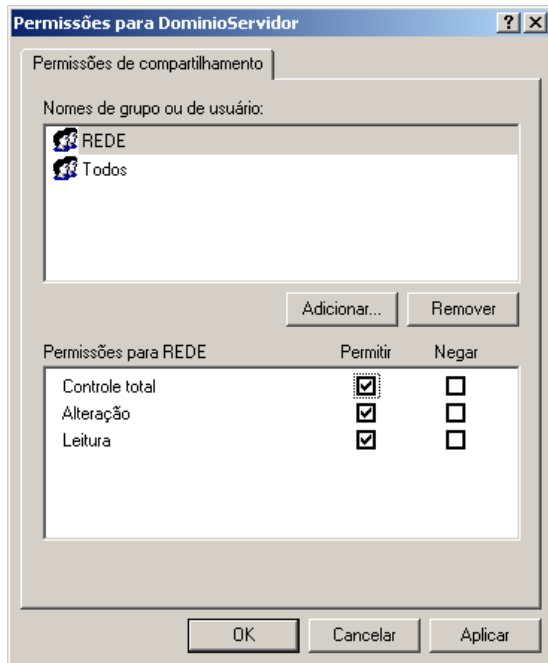 Permissões para DominioServidor
Permissões de compartilhamento
Nomes de grupo ou de usuário:
REDE
Todos
Adicionar... Remover
Permissões para REDE Permitir Negar
Controle total
Alteração
Leitura
OK Cancelar Aplicar